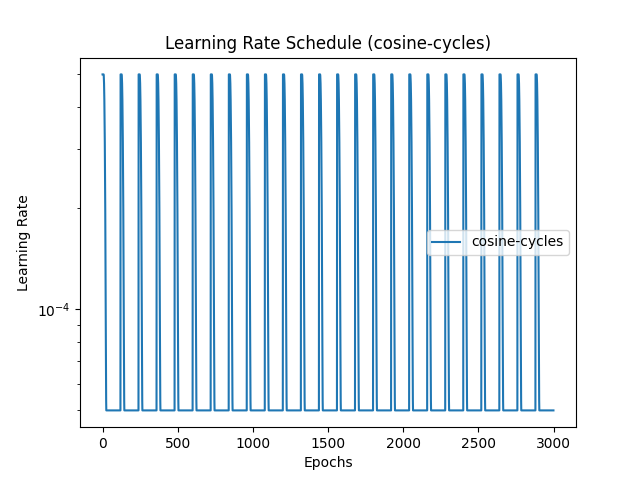 Learning Rate Schedule (cosine-cycles)
Learning Rate
10⁻⁴
cosine-cycles
0 500 1000 1500 2000 2500 3000
Epochs